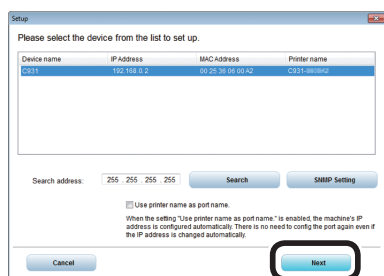 Setup
Please select the device from the list to set up.
Device name IP Address MAC Address Printer name
C931 192.168.0.2 00 25 36 06 00 A2 C931-
Search address: 255 . 255 . 255 . 255 Search SNMP Setting
Use printer name as port name.
When the setting "Use printer name as port name." is enabled, the machine's IP
address is configured automatically. There is no need to config the port again even if
the IP address is changed automatically.
Cancel Next